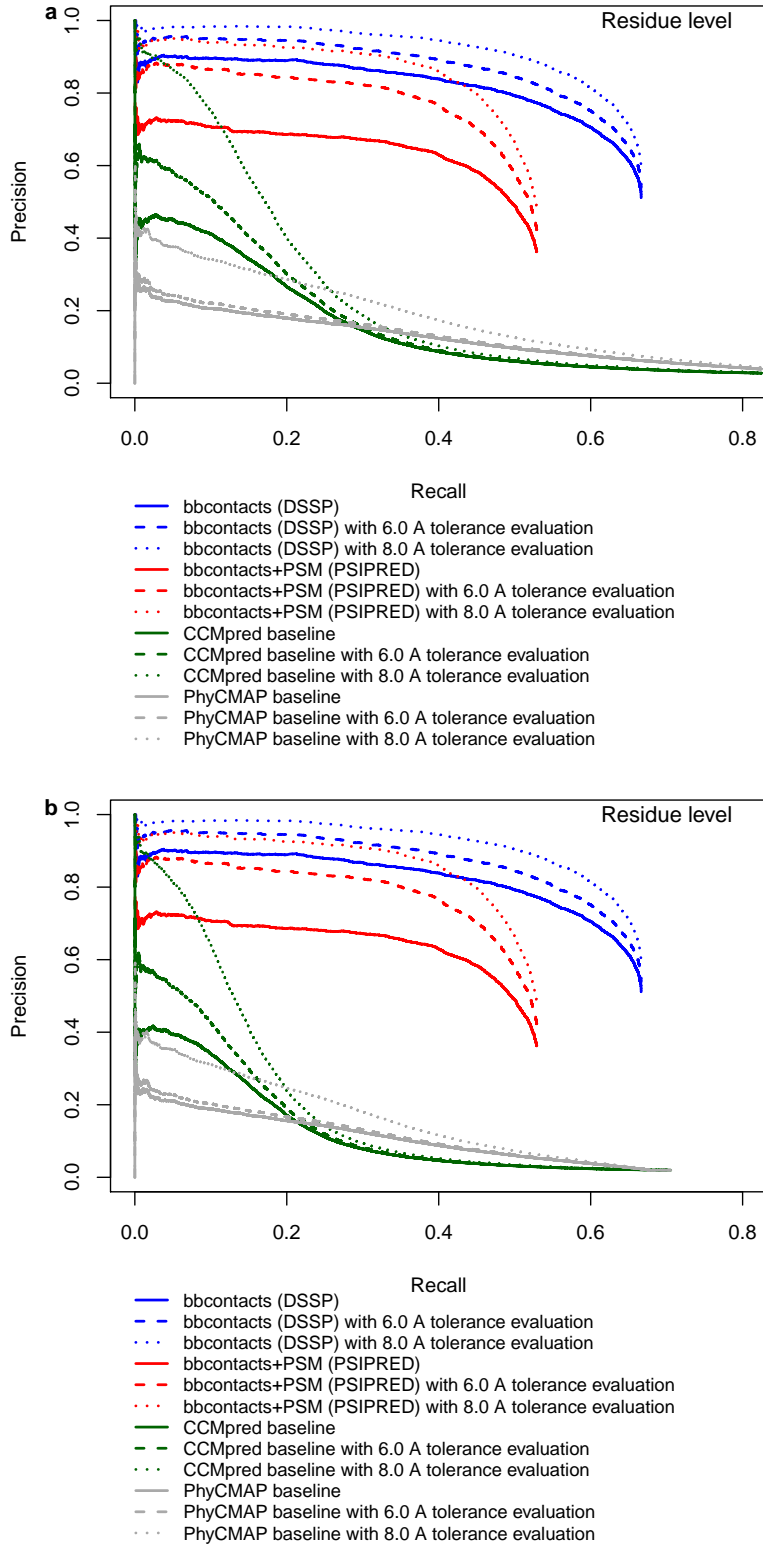 a
Residue level
1.0
0.8
0.6
0.4
0.2
0.0
Precision
0.0 0.2 0.4 0.6 0.8
Recall
bbcontacts (DSSP)
bbcontacts (DSSP) with 6.0 A tolerance evaluation
bbcontacts (DSSP) with 8.0 A tolerance evaluation
bbcontacts+PSM (PSIPRED)
bbcontacts+PSM (PSIPRED) with 6.0 A tolerance evaluation
bbcontacts+PSM (PSIPRED) with 8.0 A tolerance evaluation
CCMpred baseline
CCMpred baseline with 6.0 A tolerance evaluation
CCMpred baseline with 8.0 A tolerance evaluation
PhyCMAP baseline
PhyCMAP baseline with 6.0 A tolerance evaluation
PhyCMAP baseline with 8.0 A tolerance evaluation
b
Residue level
1.0
0.8
0.6
0.4
0.2
0.0
Precision
0.0 0.2 0.4 0.6 0.8
Recall
bbcontacts (DSSP)
bbcontacts (DSSP) with 6.0 A tolerance evaluation
bbcontacts (DSSP) with 8.0 A tolerance evaluation
bbcontacts+PSM (PSIPRED)
bbcontacts+PSM (PSIPRED) with 6.0 A tolerance evaluation
bbcontacts+PSM (PSIPRED) with 8.0 A tolerance evaluation
CCMpred baseline
CCMpred baseline with 6.0 A tolerance evaluation
CCMpred baseline with 8.0 A tolerance evaluation
PhyCMAP baseline
PhyCMAP baseline with 6.0 A tolerance evaluation
PhyCMAP baseline with 8.0 A tolerance evaluation